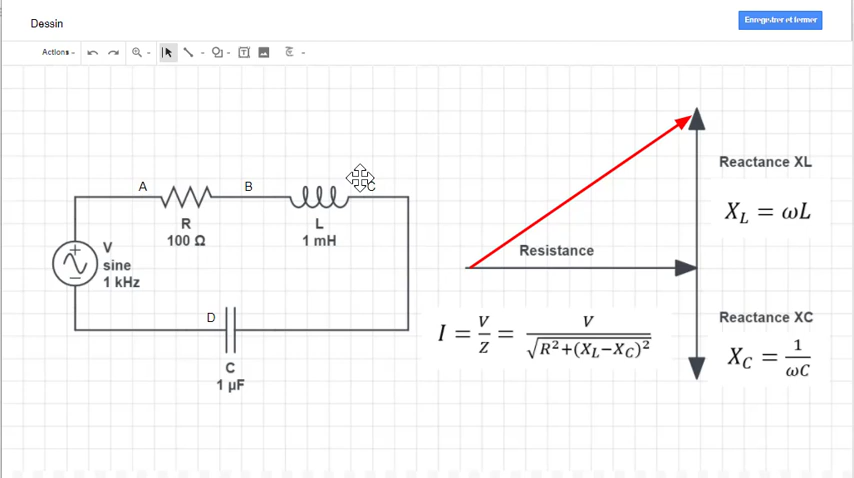 Dessin
Enregistrer et fermer
Actions
A
B
C
R
100 Ω
L
1 mH
V
sine
1 kHz
D
C
1 µF
Reactance XL
X_L = ωL
Resistance
I = V/Z = V/√(R²+(X_L−X_C)²)
Reactance XC
X_C = 1/ωC